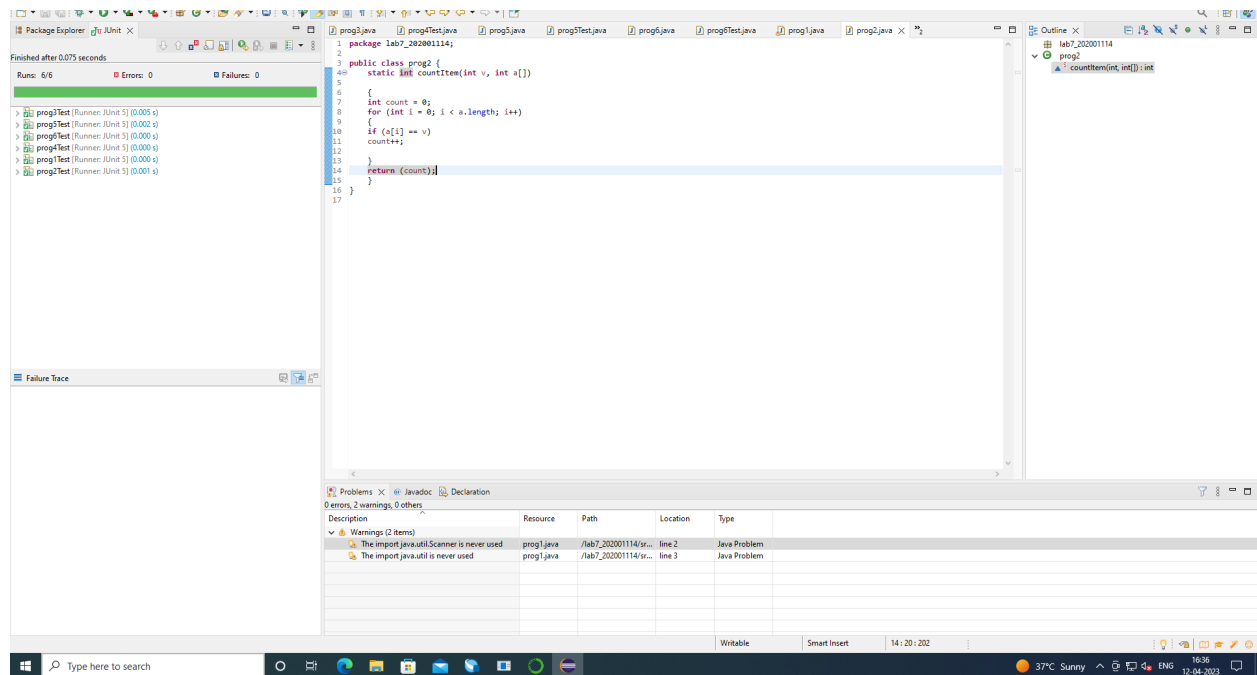 Package Explorer JUnit
Finished after 0.075 seconds
Runs: 6/6 Errors: 0 Failures: 0
prog3Test [Runner: JUnit 5] (0.005 s)
prog5Test [Runner: JUnit 5] (0.002 s)
prog6Test [Runner: JUnit 5] (0.000 s)
prog4Test [Runner: JUnit 5] (0.000 s)
prog1Test [Runner: JUnit 5] (0.000 s)
prog2Test [Runner: JUnit 5] (0.001 s)
Failure Trace
prog3.java prog4Test.java prog5.java prog5Test.java prog6.java prog6Test.java prog1.java prog2.java »2
1 package lab7_202001114;
2
3 public class prog2 {
4 static int countItem(int v, int a[])
5
6 {
7 int count = 0;
8 for (int i = 0; i < a.length; i++)
9 {
10 if (a[i] == v)
11 count++;
12
13 }
14 return (count);
15 }
16 }
17
Outline
lab7_202001114
prog2
countItem(int, int[]) : int
Problems Javadoc Declaration
0 errors, 2 warnings, 0 others
Description Resource Path Location Type
Warnings (2 items)
The import java.util.Scanner is never used prog1.java /lab7_202001114/sr... line 2 Java Problem
The import java.util is never used prog1.java /lab7_202001114/sr... line 3 Java Problem
Writable Smart Insert 14 : 20 : 202
Type here to search
37°C Sunny ENG
16:36
12-04-2023